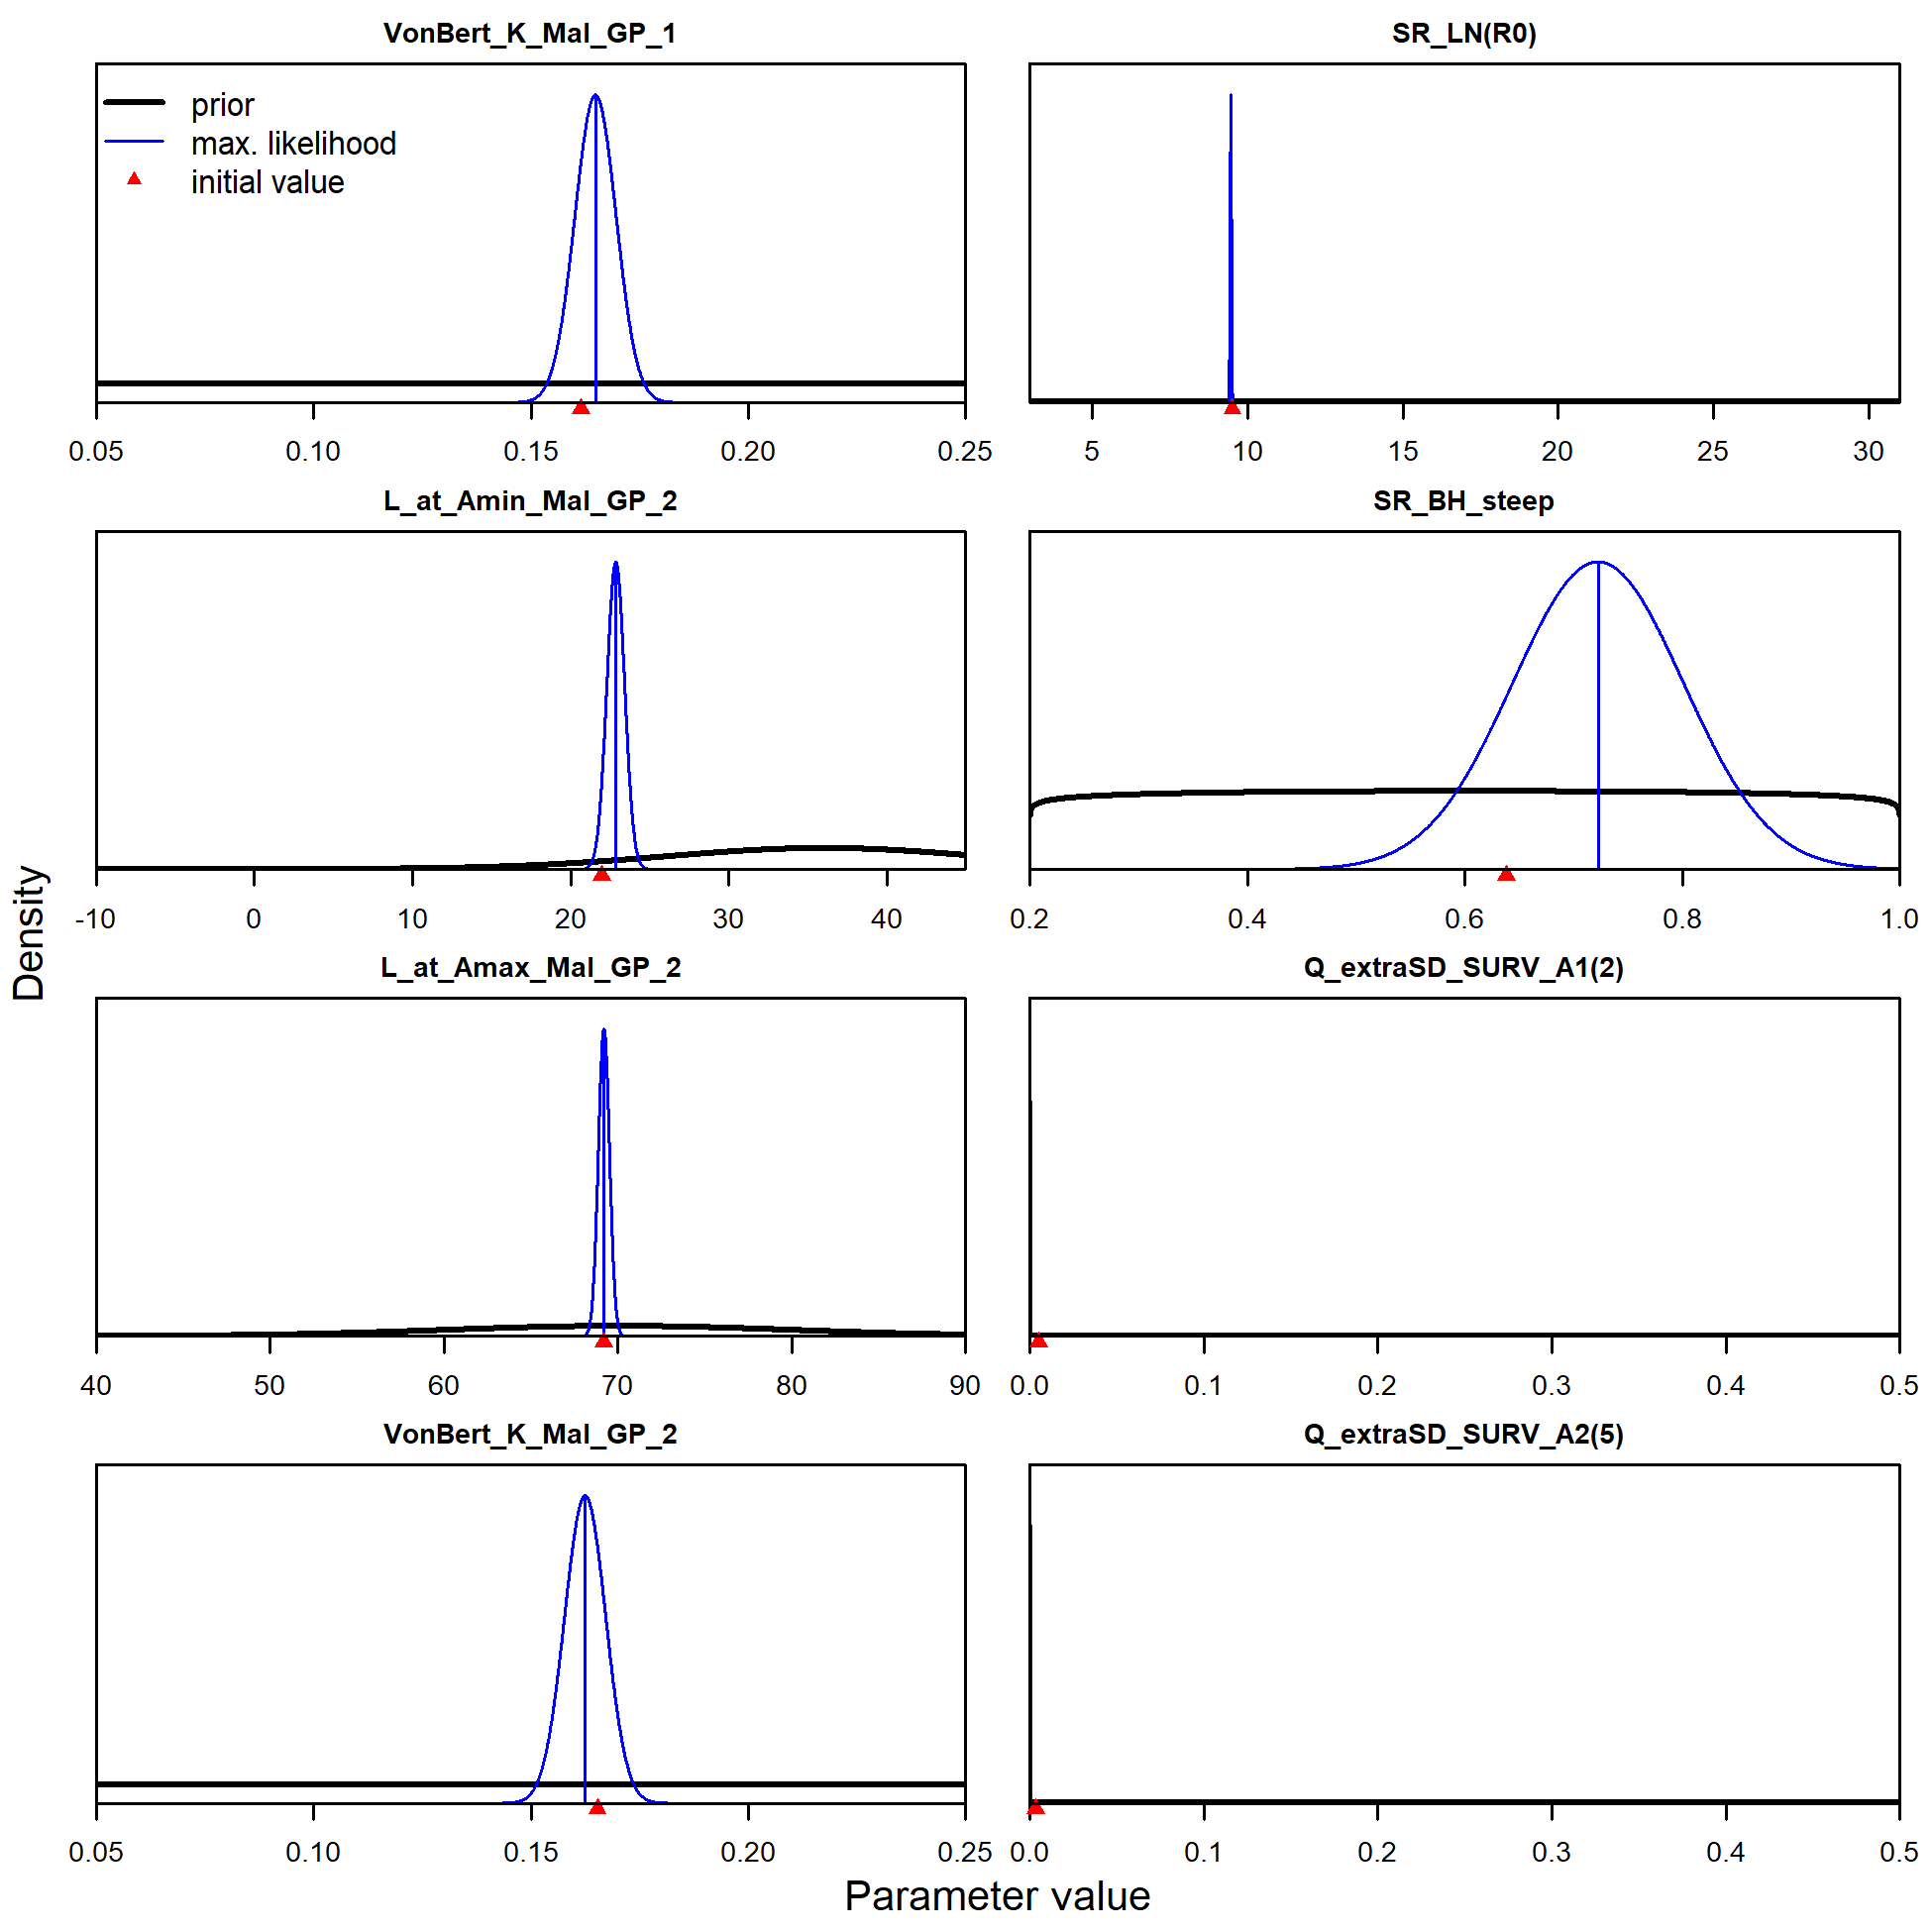 VonBert_K_Mal_GP_1
prior
max. likelihood
initial value
0.05 0.10 0.15 0.20 0.25
SR_LN(R0)
5 10 15 20 25 30
L_at_Amin_Mal_GP_2
-10 0 10 20 30 40
SR_BH_steep
0.2 0.4 0.6 0.8 1.0
L_at_Amax_Mal_GP_2
40 50 60 70 80 90
Q_extraSD_SURV_A1(2)
0.0 0.1 0.2 0.3 0.4 0.5
VonBert_K_Mal_GP_2
0.05 0.10 0.15 0.20 0.25
Q_extraSD_SURV_A2(5)
0.0 0.1 0.2 0.3 0.4 0.5
Density
Parameter value